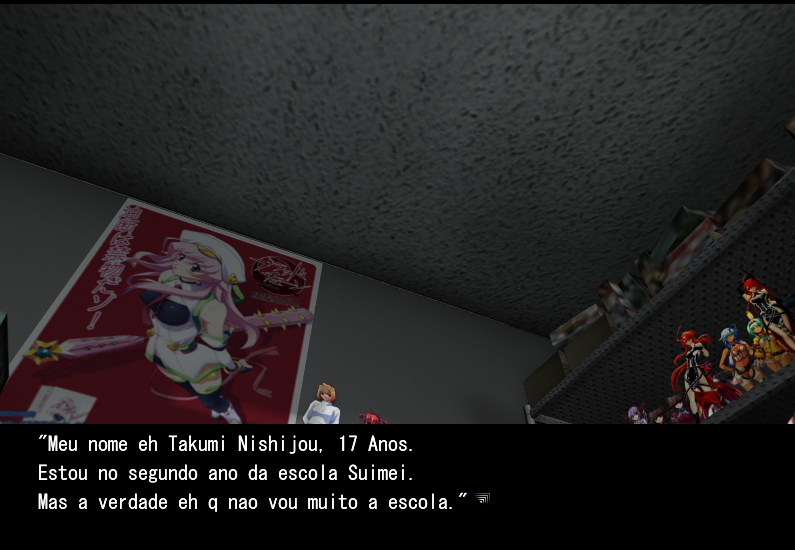 "Meu nome eh Takumi Nishijou, 17 Anos.
Estou no segundo ano da escola Suimei.
Mas a verdade eh q nao vou muito a escola."